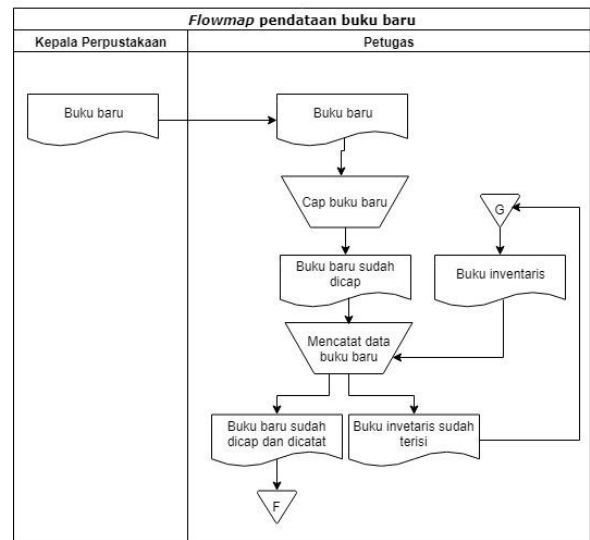 Flowmap pendataan buku baru
Kepala Perpustakaan
Petugas
Buku baru
Buku baru
Cap buku baru
G
Buku baru sudah
dicap
Buku inventaris
Mencatat data
buku baru
Buku baru sudah
dicap dan dicatat
Buku invetaris sudah
terisi
F